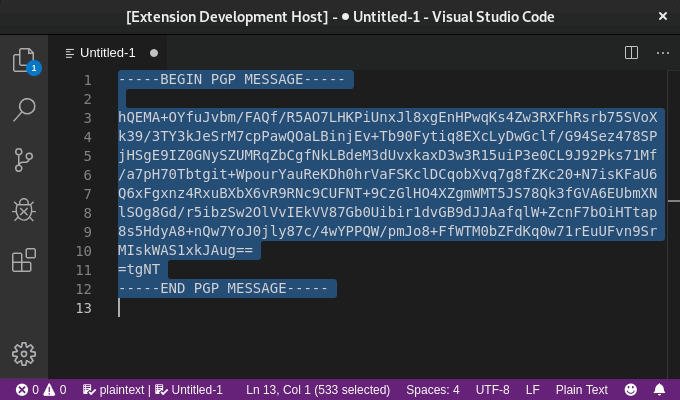 [Extension Development Host] - ● Untitled-1 - Visual Studio Code ×
Untitled-1 ●
1
1 -----BEGIN PGP MESSAGE-----
2
3 hQEMA+OYfuJvbm/FAQf/R5AO7LHKPiUnxJl8xgEnHPwqKs4Zw3RXFhRsrb75SVoX
4 k39/3TY3kJeSrM7cpPawQOaLBinjEv+Tb90Fytiq8EXcLyDwGclf/G94Sez478SP
5 jHSgE9IZ0GNySZUMRqZbCgfNkLBdeM3dUvxkaxD3w3R15uiP3e0CL9J92Pks71Mf
6 /a7pH70Tbtgit+WpourYauReKDh0hrVaFSKclDCqobXvq7g8fZKc20+N7isKFaU6
7 Q6xFgxnz4RxuBXbX6vR9RNc9CUFNT+9CzGlHO4XZgmWMT5JS78Qk3fGVA6EUbmXN
8 lSOg8Gd/r5ibzSw2OlVvIEkVV87Gb0Uibir1dvGB9dJJAafqlW+ZcnF7bOiHTtap
9 8s5HdyA8+nQw7YoJ0jly87c/4wYPPQW/pmJo8+FfWTM0bZFdKq0w71rEuUFvn9Sr
10 MIskWAS1xkJAug==
11 =tgNT
12 -----END PGP MESSAGE-----
13
0 0 plaintext | Untitled-1 Ln 13, Col 1 (533 selected) Spaces: 4 UTF-8 LF Plain Text